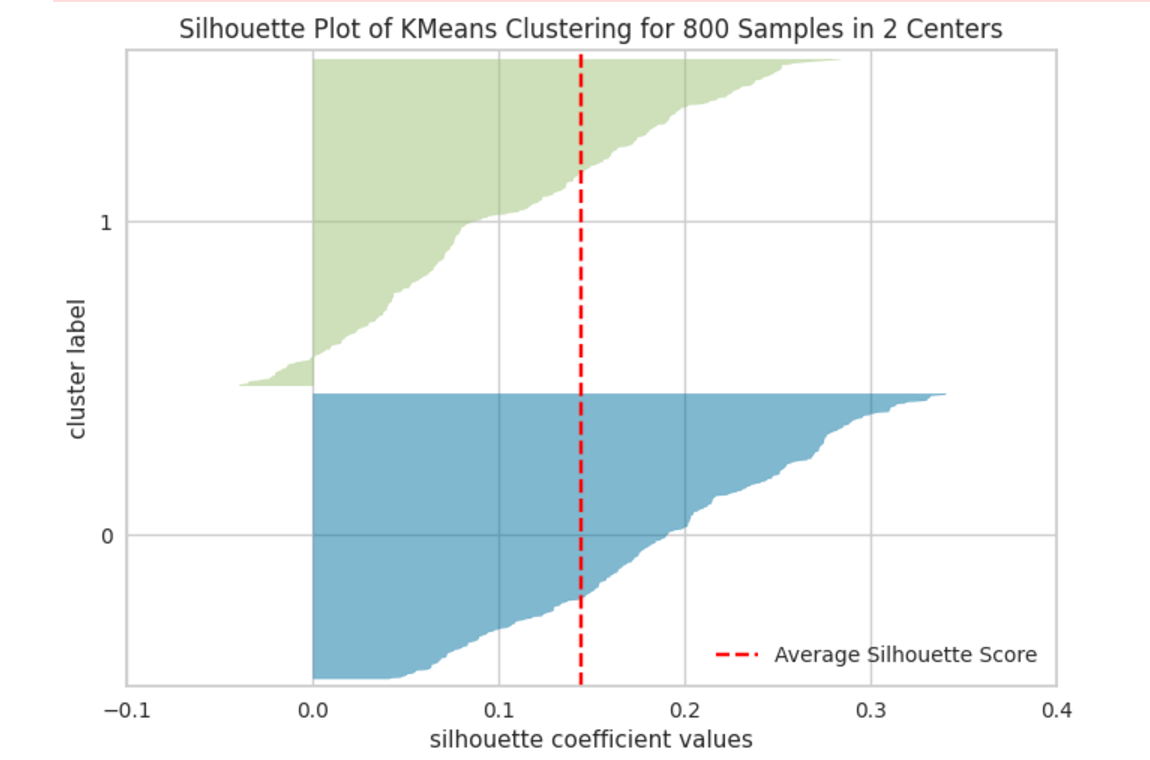 Silhouette Plot of KMeans Clustering for 800 Samples in 2 Centers
1
0
cluster label
Average Silhouette Score
−0.1 0.0 0.1 0.2 0.3 0.4
silhouette coefficient values